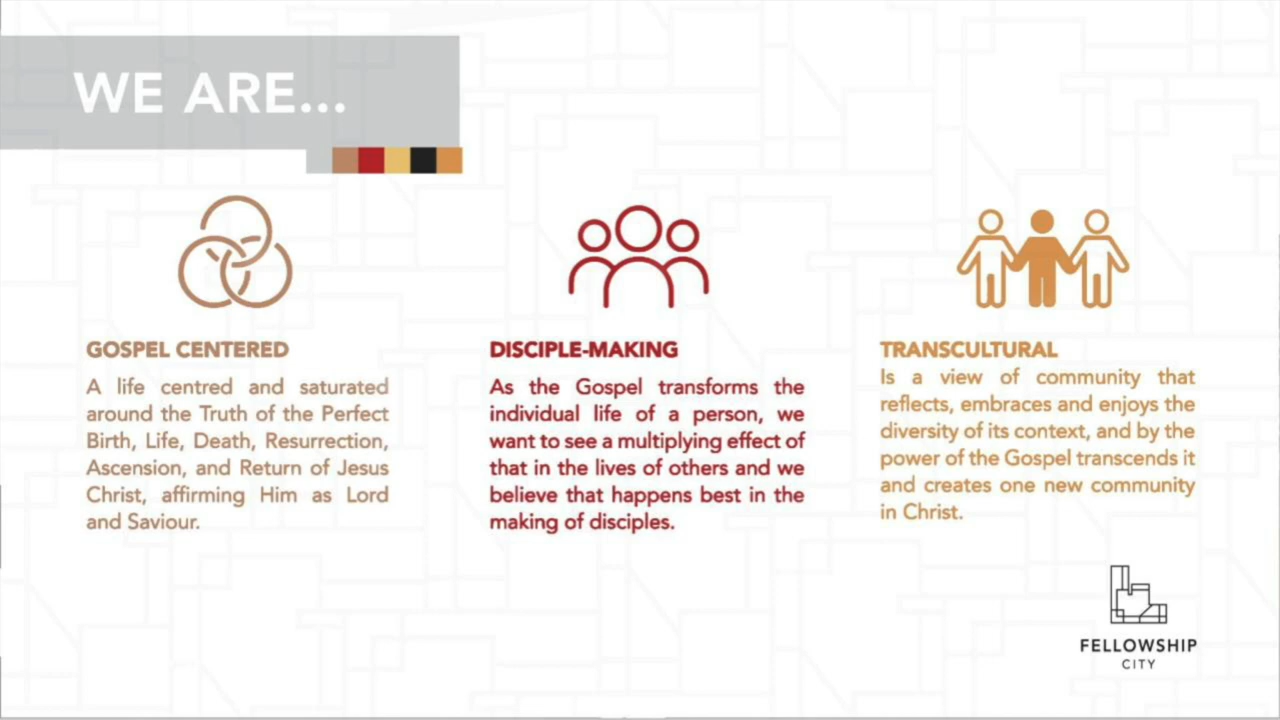 WE ARE...
GOSPEL CENTERED
A life centred and saturated
around the Truth of the Perfect
Birth, Life, Death, Resurrection,
Ascension, and Return of Jesus
Christ, affirming Him as Lord
and Saviour.
DISCIPLE-MAKING
As the Gospel transforms the
individual life of a person, we
want to see a multiplying effect of
that in the lives of others and we
believe that happens best in the
making of disciples.
TRANSCULTURAL
Is a view of community that
reflects, embraces and enjoys the
diversity of its context, and by the
power of the Gospel transcends it
and creates one new community
in Christ.
FELLOWSHIP
CITY